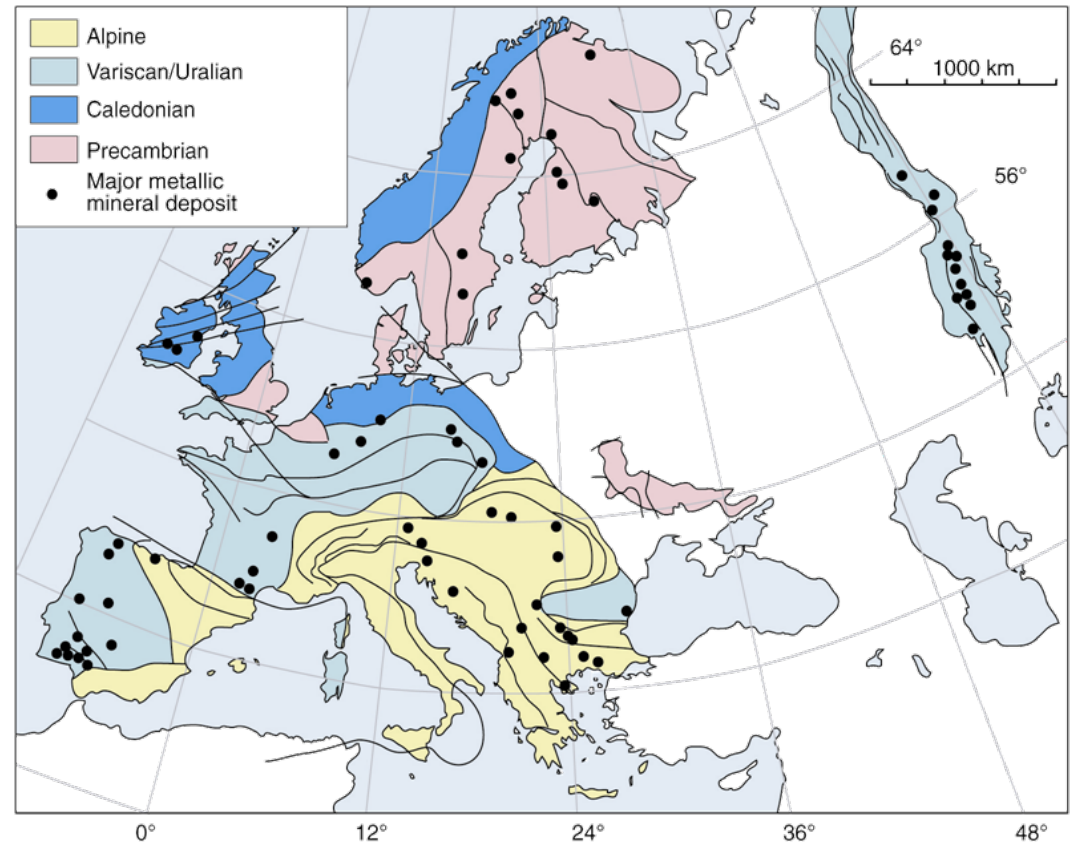 Alpine
Variscan/Uralian
Caledonian
Precambrian
Major metallic
mineral deposit
64°
1000 km
56°
0°
12°
24°
36°
48°